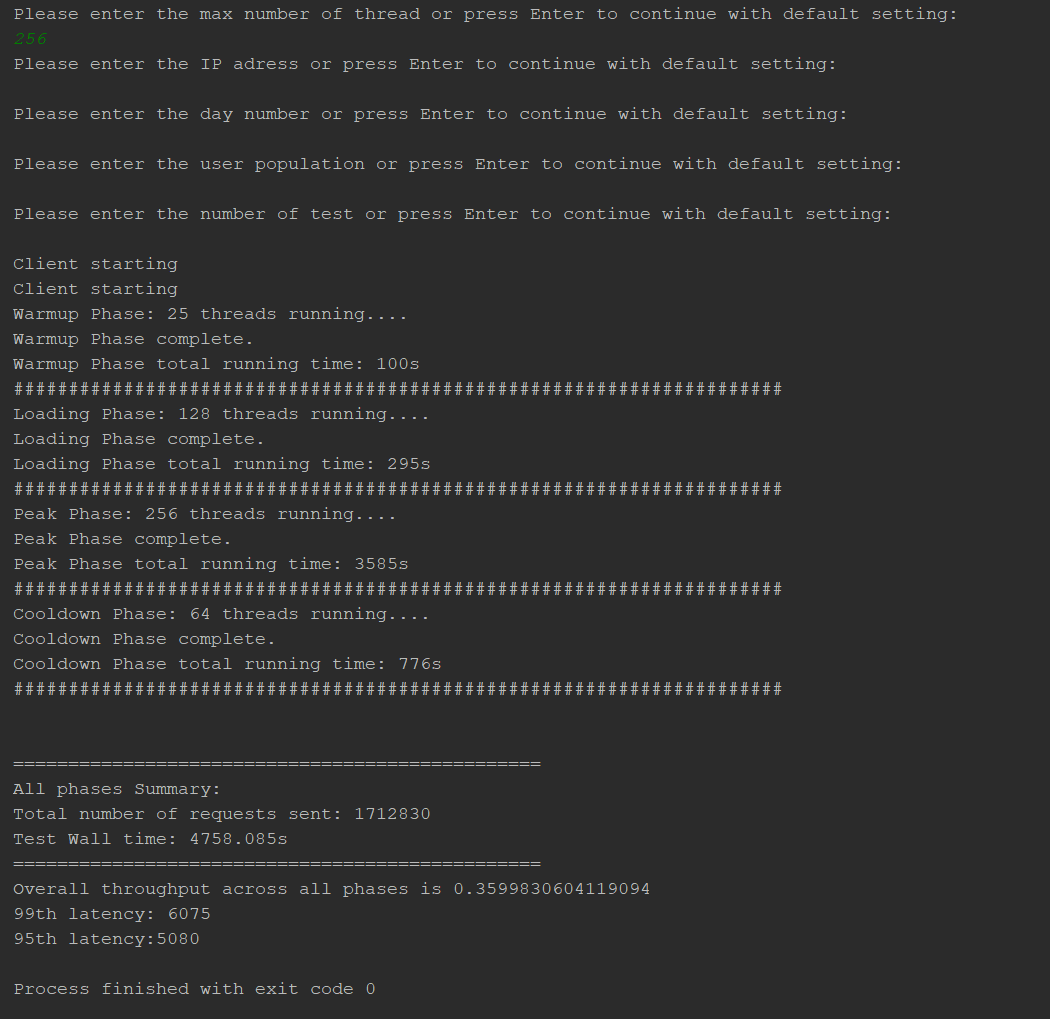 Please enter the max number of thread or press Enter to continue with default setting:
256
Please enter the IP adress or press Enter to continue with default setting:
Please enter the day number or press Enter to continue with default setting:
Please enter the user population or press Enter to continue with default setting:
Please enter the number of test or press Enter to continue with default setting:
Client starting
Client starting
Warmup Phase: 25 threads running....
Warmup Phase complete.
Warmup Phase total running time: 100s
######################################################################
Loading Phase: 128 threads running....
Loading Phase complete.
Loading Phase total running time: 295s
######################################################################
Peak Phase: 256 threads running....
Peak Phase complete.
Peak Phase total running time: 3585s
######################################################################
Cooldown Phase: 64 threads running....
Cooldown Phase complete.
Cooldown Phase total running time: 776s
######################################################################
================================================
All phases Summary:
Total number of requests sent: 1712830
Test Wall time: 4758.085s
================================================
Overall throughput across all phases is 0.3599830604119094
99th latency: 6075
95th latency:5080
Process finished with exit code 0